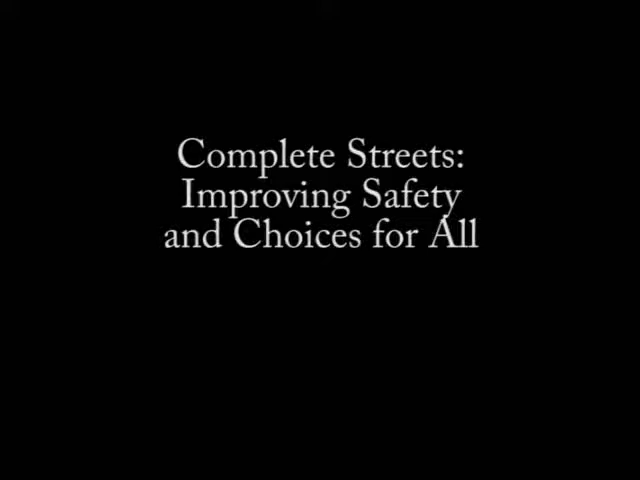 Complete Streets:
Improving Safety
and Choices for All